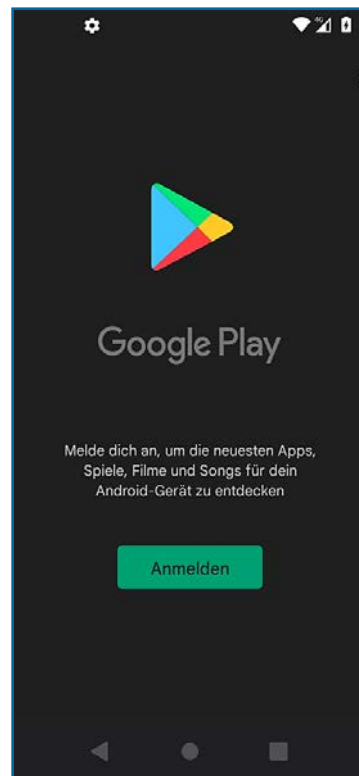 4G
Google Play
Melde dich an, um die neuesten Apps,
Spiele, Filme und Songs für dein
Android-Gerät zu entdecken
Anmelden